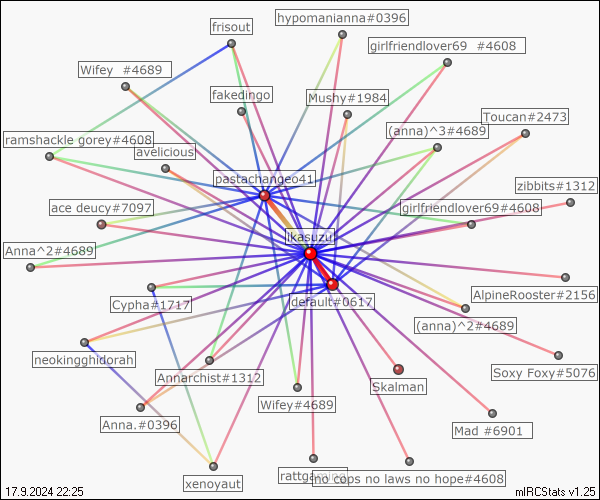 hypomanianna#0396
frisout
girlfriendlover69 #4608
Wifey #4689
fakedingo
Mushy#1984
Toucan#2473
(anna)^3#4689
ramshackle gorey#4608
avelicious
pastachange041
zibbits#1312
ace deucy#7097
girlfriendlover69#4608
ikasuzu
Anna^2#4689
AlpineRooster#2156
Cypha#1717
default#0617
(anna)^2#4689
neokingghidorah
Annarchist#1312
Skalman
Soxy Foxy#5076
Wifey#4689
Anna.#0396
Mad #6901
xenoyaut
rattgaming
no cops no laws no hope#4608
17.9.2024 22:25
mIRCStats v1.25